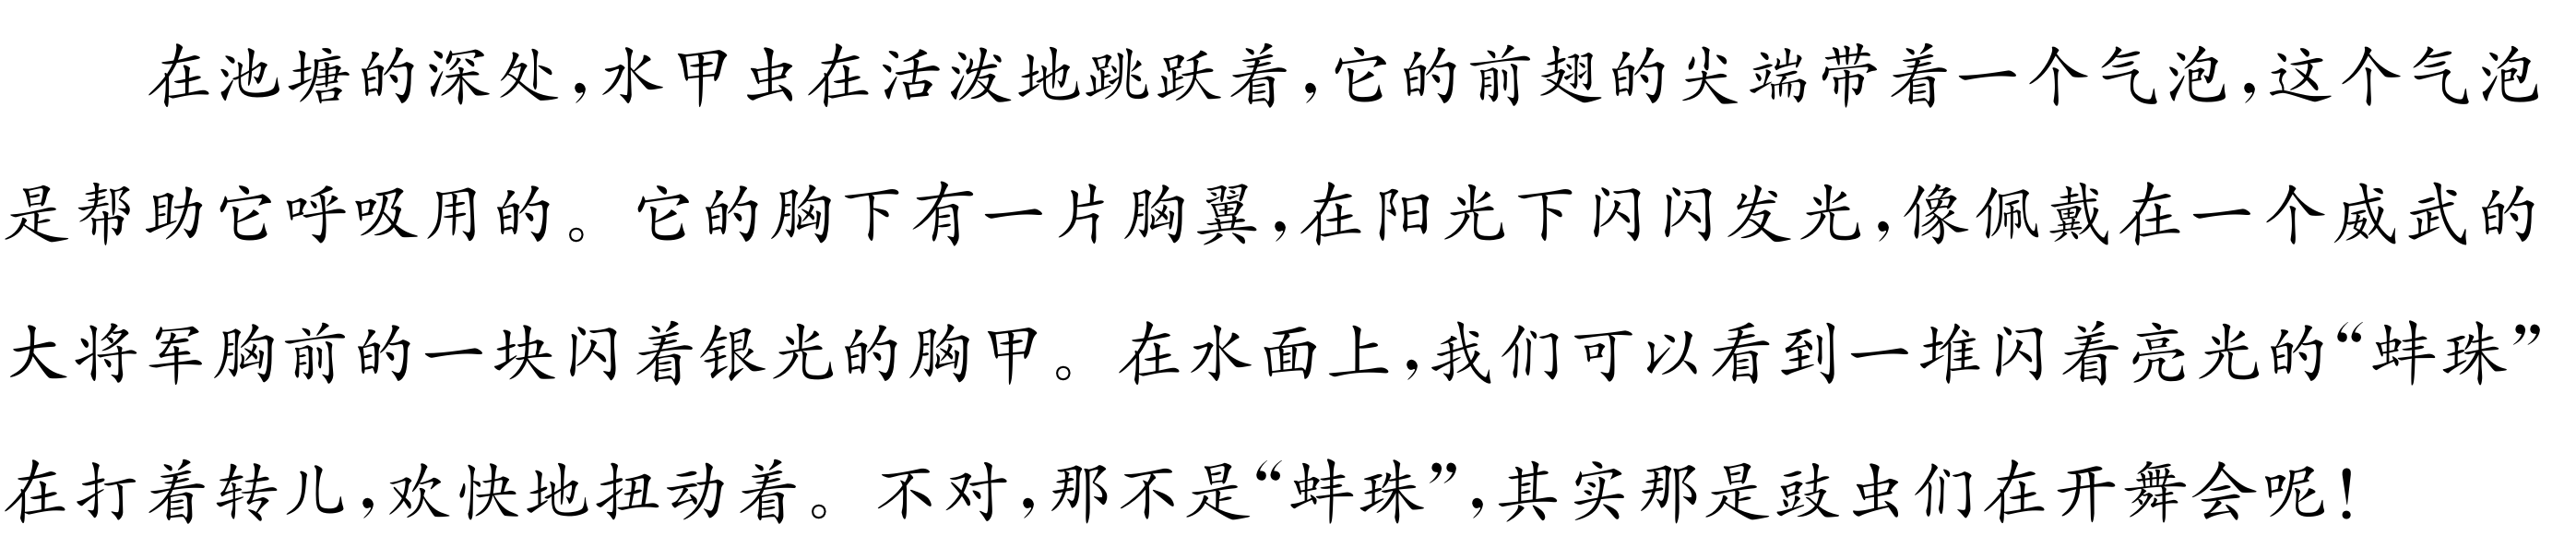 在池塘的深处,水甲虫在活泼地跳跃着,它的前翅的尖端带着一个气泡,这个气泡
是帮助它呼吸用的。它的胸下有一片胸翼,在阳光下闪闪发光,像佩戴在一个威武的
大将军胸前的一块闪着银光的胸甲。在水面上,我们可以看到一堆闪着亮光的“蚌珠”
在打着转儿,欢快地扭动着。不对,那不是“蚌珠”,其实那是豉虫们在开舞会呢!